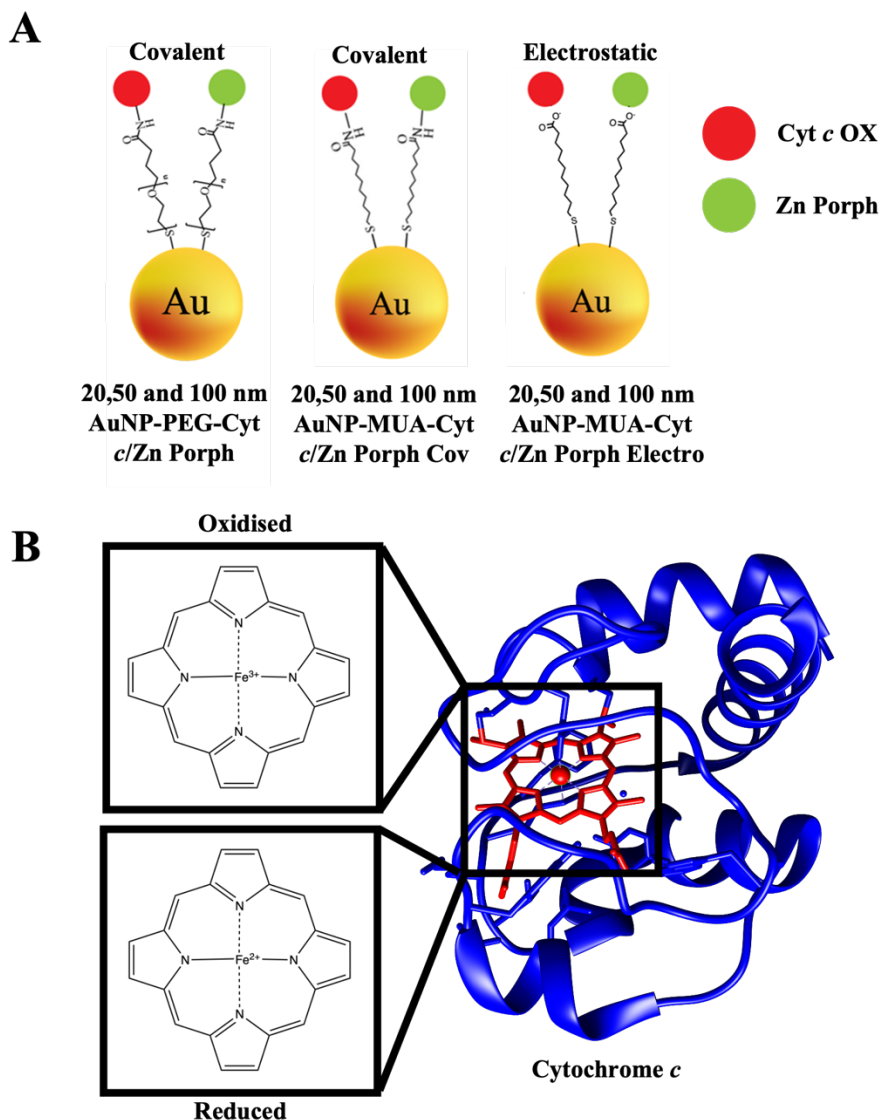 A
Covalent
Covalent
Electrostatic
Cyt c OX
Zn Porph
N
H
O
n
O
S
N
H
O
n
O
S
N
H
O
S
N
H
O
S
O
O-
S
O
O-
S
Au
Au
Au
20,50 and 100 nm
AuNP-PEG-Cyt
c/Zn Porph
20,50 and 100 nm
AuNP-MUA-Cyt
c/Zn Porph Cov
20,50 and 100 nm
AuNP-MUA-Cyt
c/Zn Porph Electro
B
Oxidised
N
N Fe3+ N
N
N
N Fe2+ N
N
Reduced
Cytochrome c